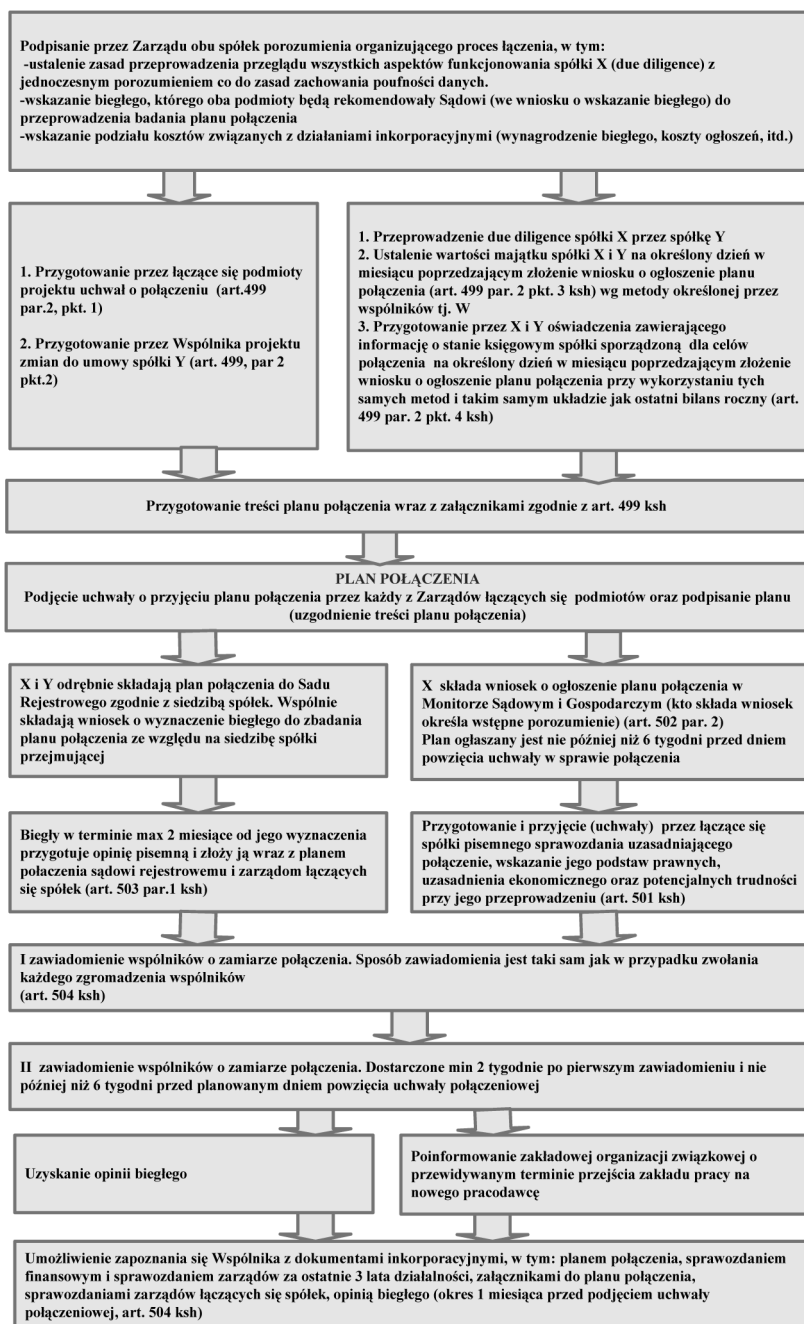 Podpisanie przez Zarządu obu spółek porozumienia organizującego proces łączenia, w tym:
-ustalenie zasad przeprowadzenia przeglądu wszystkich aspektów funkcjonowania spółki X (due diligence) z
jednoczesnym porozumieniem co do zasad zachowania poufności danych.
-wskazanie biegłego, którego oba podmioty będą rekomendowały Sądowi (we wniosku o wskazanie biegłego) do
przeprowadzenia badania planu połączenia
-wskazanie podziału kosztów związanych z działaniami inkorporacyjnymi (wynagrodzenie biegłego, koszty ogłoszeń, itd.)
1. Przygotowanie przez łączące się podmioty
projektu uchwał o połączeniu (art.499
par.2, pkt. 1)
2. Przygotowanie przez Wspólnika projektu
zmian do umowy spółki Y (art. 499, par 2
pkt.2)
1. Przeprowadzenie due diligence spółki X przez spółkę Y
2. Ustalenie wartości majątku spółki X i Y na określony dzień w
miesiącu poprzedzającym złożenie wniosku o ogłoszenie planu
połączenia (art. 499 par. 2 pkt. 3 ksh) wg metody określonej przez
wspólników tj. W
3. Przygotowanie przez X i Y oświadczenia zawierającego
informację o stanie księgowym spółki sporządzoną dla celów
połączenia na określony dzień w miesiącu poprzedzającym złożenie
wniosku o ogłoszenie planu połączenia przy wykorzystaniu tych
samych metod i takim samym układzie jak ostatni bilans roczny (art.
499 par. 2 pkt. 4 ksh)
Przygotowanie treści planu połączenia wraz z załącznikami zgodnie z art. 499 ksh
PLAN POŁĄCZENIA
Podjęcie uchwały o przyjęciu planu połączenia przez każdy z Zarządów łączących się podmiotów oraz podpisanie planu
(uzgodnienie treści planu połączenia)
X i Y odrębnie składają plan połączenia do Sadu
Rejestrowego zgodnie z siedzibą spółek. Wspólnie
składają wniosek o wyznaczenie biegłego do zbadania
planu połączenia ze względu na siedzibę spółki
przejmującej
X składa wniosek o ogłoszenie planu połączenia w
Monitorze Sądowym i Gospodarczym (kto składa wniosek
określa wstępne porozumienie) (art. 502 par. 2)
Plan ogłaszany jest nie później niż 6 tygodni przed dniem
powzięcia uchwały w sprawie połączenia
Biegły w terminie max 2 miesiące od jego wyznaczenia
przygotuje opinię pisemną i złoży ją wraz z planem
połaczenia sądowi rejestrowemu i zarządom łączących
się spółek (art. 503 par.1 ksh)
Przygotowanie i przyjęcie (uchwały) przez łączące się
spółki pisemnego sprawozdania uzasadniającego
połączenie, wskazanie jego podstaw prawnych,
uzasadnienia ekonomicznego oraz potencjalnych trudności
przy jego przeprowadzeniu (art. 501 ksh)
I zawiadomienie wspólników o zamiarze połączenia. Sposób zawiadomienia jest taki sam jak w przypadku zwołania
każdego zgromadzenia wspólników
(art. 504 ksh)
II zawiadomienie wspólników o zamiarze połączenia. Dostarczone min 2 tygodnie po pierwszym zawiadomieniu i nie
później niż 6 tygodni przed planowanym dniem powzięcia uchwały połączeniowej
Uzyskanie opinii biegłego
Poinformowanie zakładowej organizacji związkowej o
przewidywanym terminie przejścia zakładu pracy na
nowego pracodawcę
Umożliwienie zapoznania się Wspólnika z dokumentami inkorporacyjnymi, w tym: planem połączenia, sprawozdaniem
finansowym i sprawozdaniem zarządów za ostatnie 3 lata działalności, załącznikami do planu połączenia,
sprawozdaniami zarządów łączących się spółek, opinią biegłego (okres 1 miesiąca przed podjęciem uchwały
połączeniowej, art. 504 ksh)